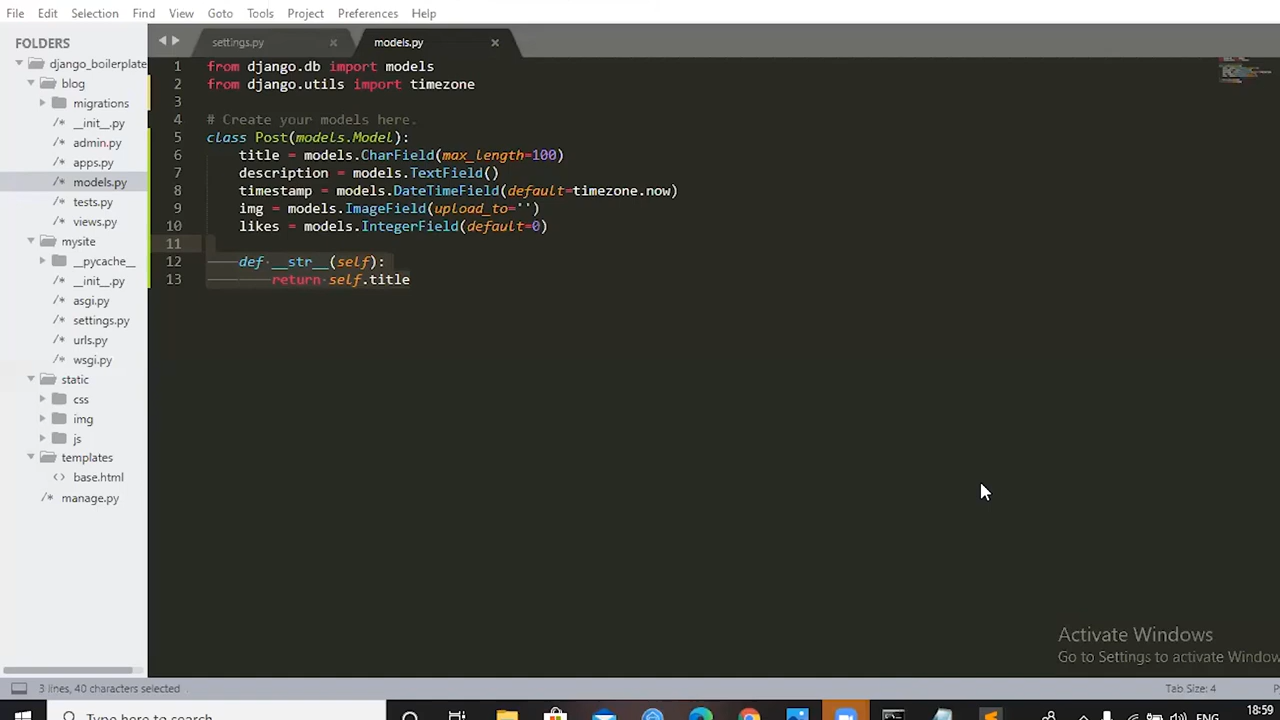 File Edit Selection Find View Goto Tools Project Preferences Help
FOLDERS
django_boilerplate
blog
migrations
/* __init__.py
/* admin.py
/* apps.py
/* models.py
/* tests.py
/* views.py
mysite
__pycache__
/* __init__.py
/* asgi.py
/* settings.py
/* urls.py
/* wsgi.py
static
css
img
js
templates
<> base.html
/* manage.py
settings.py × models.py ×
1 from django.db import models
2 from django.utils import timezone
3
4 # Create your models here.
5 class Post(models.Model):
6 title = models.CharField(max_length=100)
7 description = models.TextField()
8 timestamp = models.DateTimeField(default=timezone.now)
9 img = models.ImageField(upload_to='')
10 likes = models.IntegerField(default=0)
11
12 def __str__(self):
13 return self.title
Activate Windows
Go to Settings to activate Window
3 lines, 40 characters selected
Tab Size: 4
Type here to search
ENG
18:59